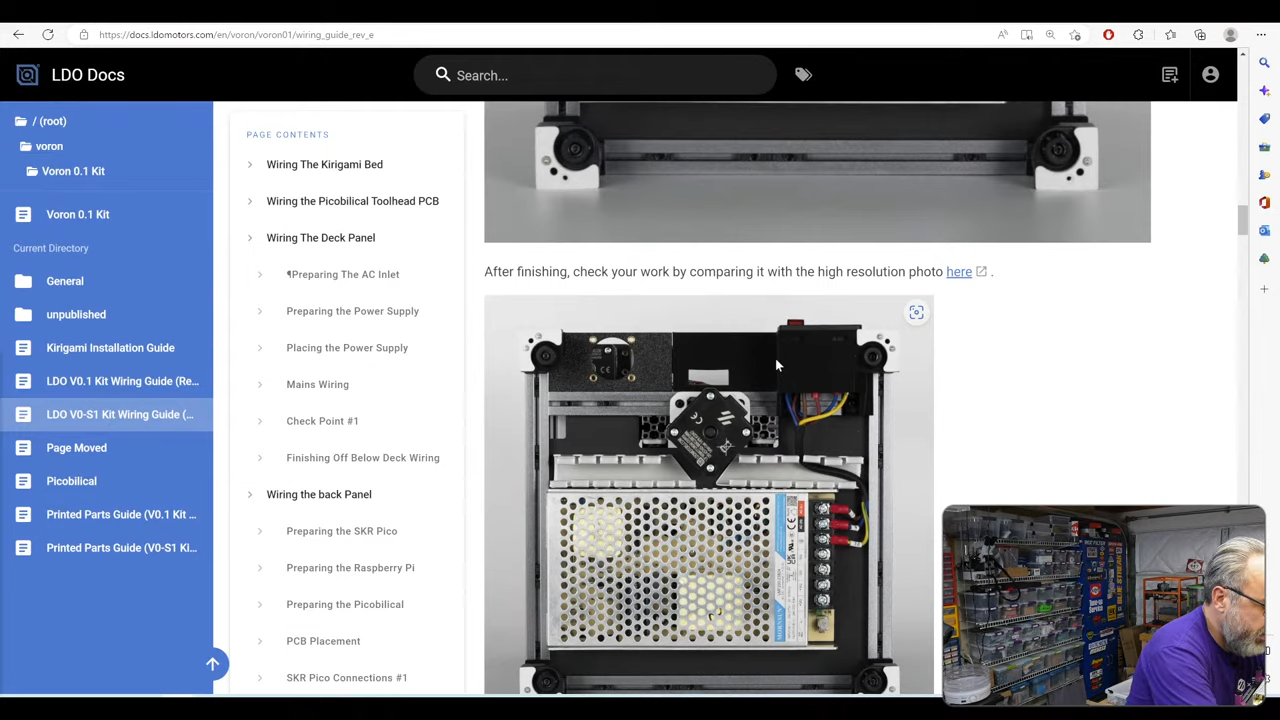 https://docs.ldomotors.com/en/voron/voron01/wiring_guide_rev_e
LDO Docs
Search...
/ (root)
voron
Voron 0.1 Kit
Voron 0.1 Kit
Current Directory
General
unpublished
Kirigami Installation Guide
LDO V0.1 Kit Wiring Guide (Re...
LDO V0-S1 Kit Wiring Guide (...
Page Moved
Picobilical
Printed Parts Guide (V0.1 Kit ...
Printed Parts Guide (V0-S1 Ki...
PAGE CONTENTS
Wiring The Kirigami Bed
Wiring the Picobilical Toolhead PCB
Wiring The Deck Panel
¶Preparing The AC Inlet
Preparing the Power Supply
Placing the Power Supply
Mains Wiring
Check Point #1
Finishing Off Below Deck Wiring
Wiring the back Panel
Preparing the SKR Pico
Preparing the Raspberry Pi
Preparing the Picobilical
PCB Placement
SKR Pico Connections #1
After finishing, check your work by comparing it with the high resolution photo here .